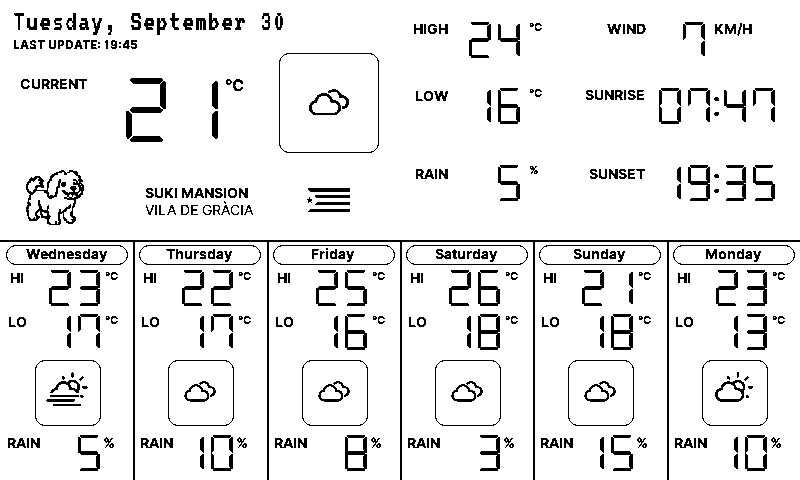 Tuesday, September 30
LAST UPDATE: 19:45
CURRENT 21 °C
HIGH 24 °C
LOW 16 °C
RAIN 5 %
WIND 7 KM/H
SUNRISE 07:47
SUNSET 19:35
SUKI MANSION
VILA DE GRÀCIA
Wednesday
HI 23 °C
LO 17 °C
RAIN 5 %
Thursday
HI 22 °C
LO 17 °C
RAIN 10 %
Friday
HI 25 °C
LO 16 °C
RAIN 8 %
Saturday
HI 26 °C
LO 18 °C
RAIN 3 %
Sunday
HI 21 °C
LO 18 °C
RAIN 15 %
Monday
HI 23 °C
LO 13 °C
RAIN 10 %